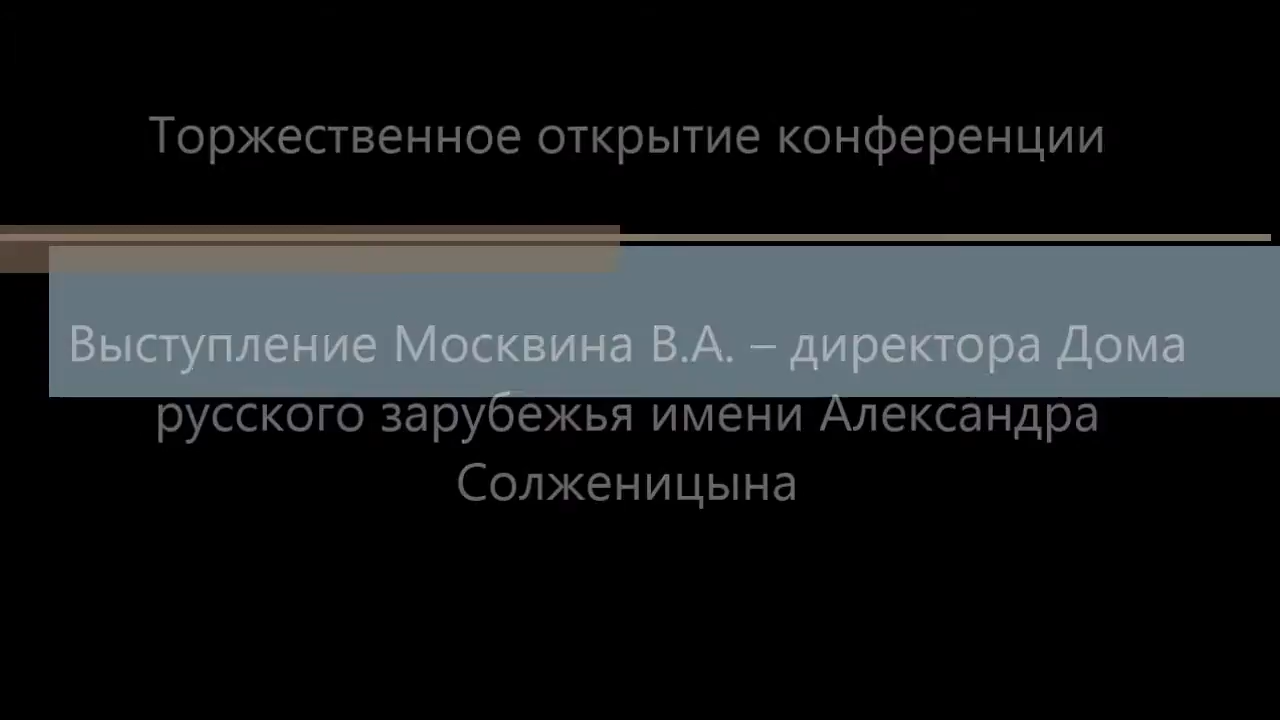 Торжественное открытие конференции
Выступление Москвина В.А. – директора Дома
русского зарубежья имени Александра
Солженицына